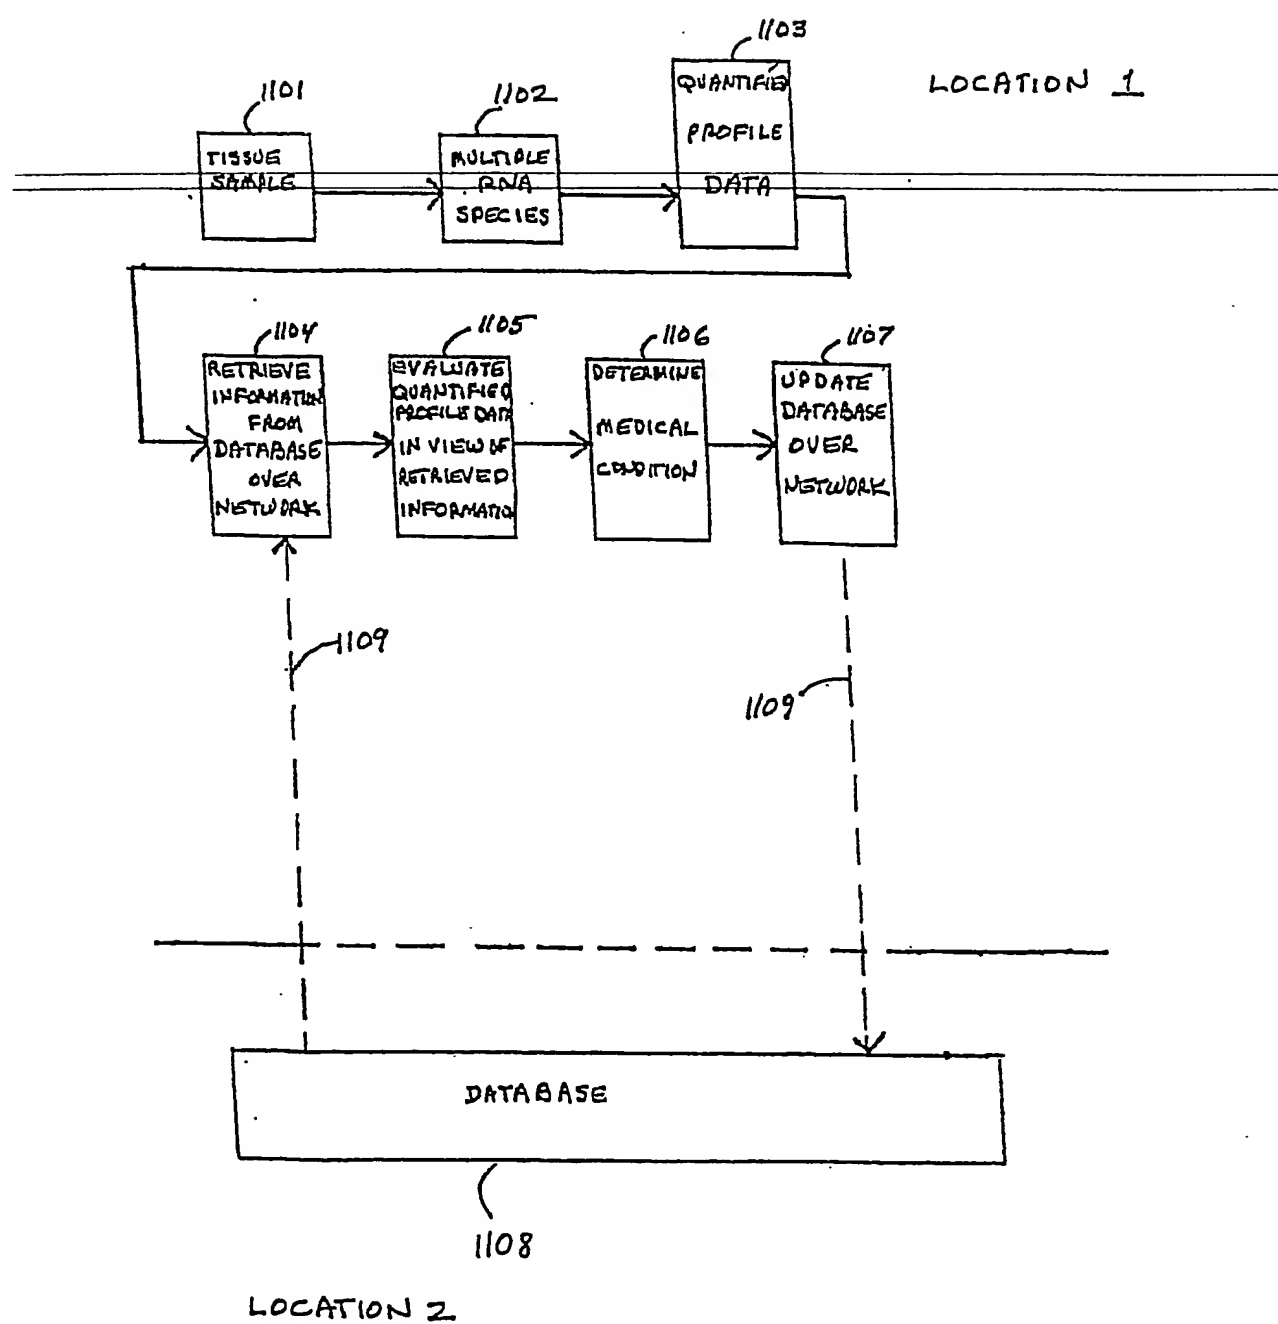 1103
LOCATION 1
1101
1102
QUANTIFIED
PROFILE
DATA
TISSUE
SAMPLE
MULTIPLE
RNA
SPECIES
1104
1105
1106
1107
RETRIEVE
INFORMATION
FROM
DATABASE
OVER
NETWORK
EVALUATE
QUANTIFIED
PROFILE DATA
IN VIEW OF
RETRIEVED
INFORMATION
DETERMINE
MEDICAL
CONDITION
UPDATE
DATABASE
OVER
NETWORK
1109
1109
DATABASE
1108
LOCATION 2